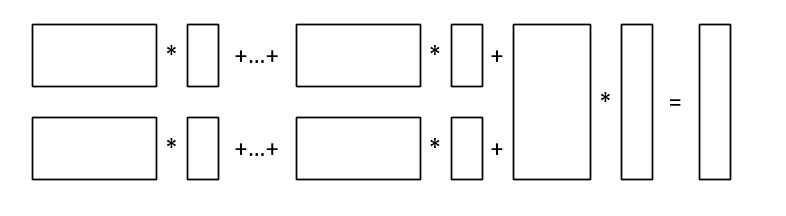 * +...+ * +
* =
* +...+ * +